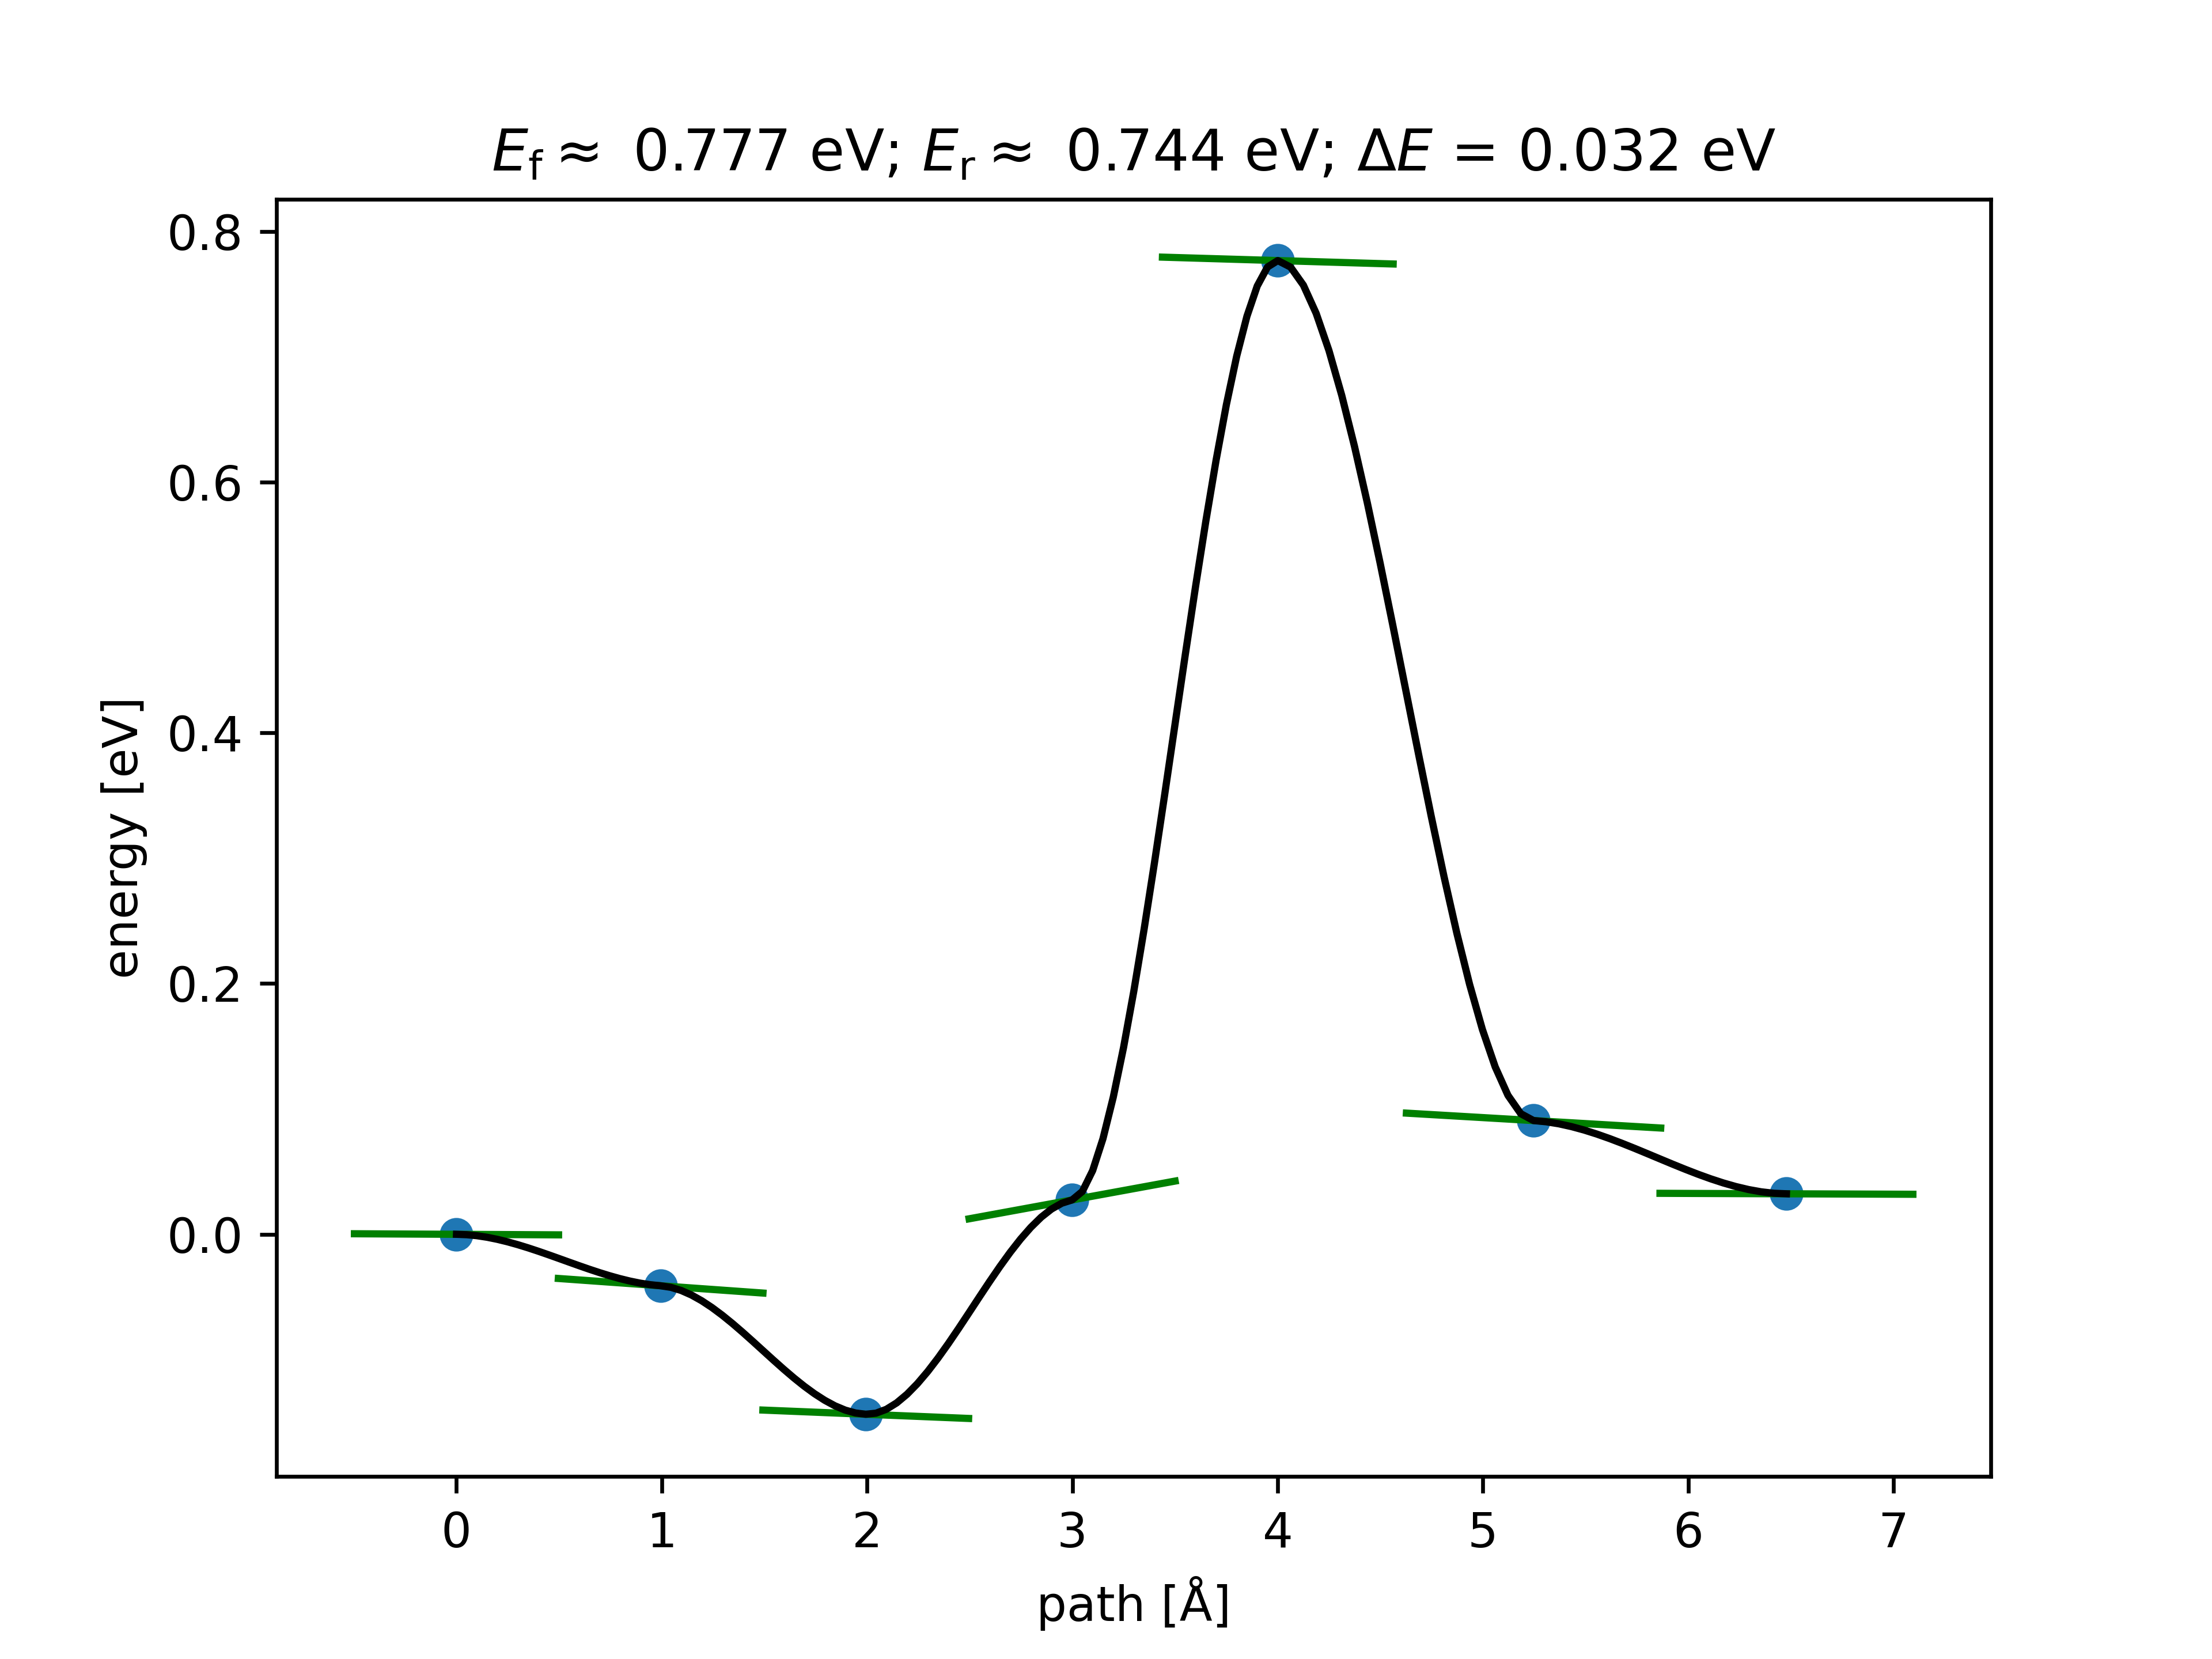 E_f ≈ 0.777 eV; E_r ≈ 0.744 eV; ΔE = 0.032 eV
0.8
0.6
0.4
0.2
0.0
energy [eV]
0 1 2 3 4 5 6 7
path [Å]